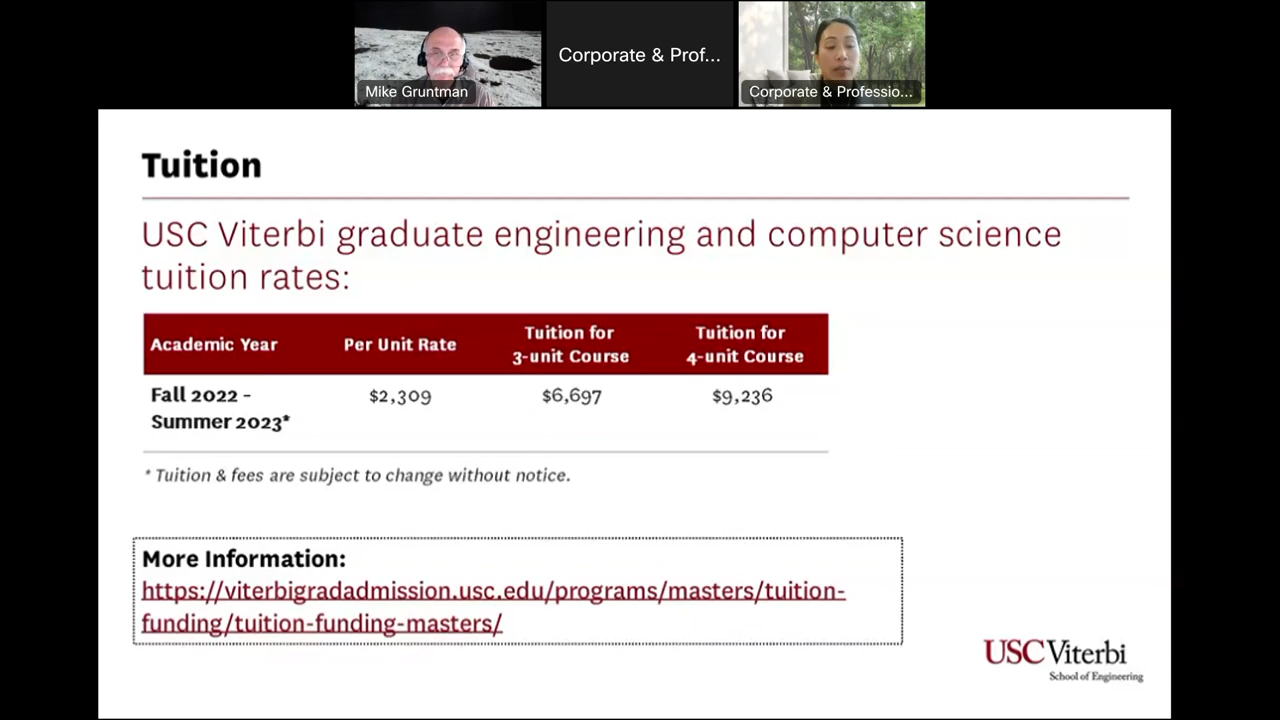 Mike Gruntman
Corporate & Prof...
Corporate & Professio...
Tuition
USC Viterbi graduate engineering and computer science
tuition rates:
Academic Year
Per Unit Rate
Tuition for
3-unit Course
Tuition for
4-unit Course
Fall 2022 -
Summer 2023*
$2,309
$6,697
$9,236
* Tuition & fees are subject to change without notice.
More Information:
https://viterbigradadmission.usc.edu/programs/masters/tuition-
funding/tuition-funding-masters/
USC Viterbi
School of Engineering